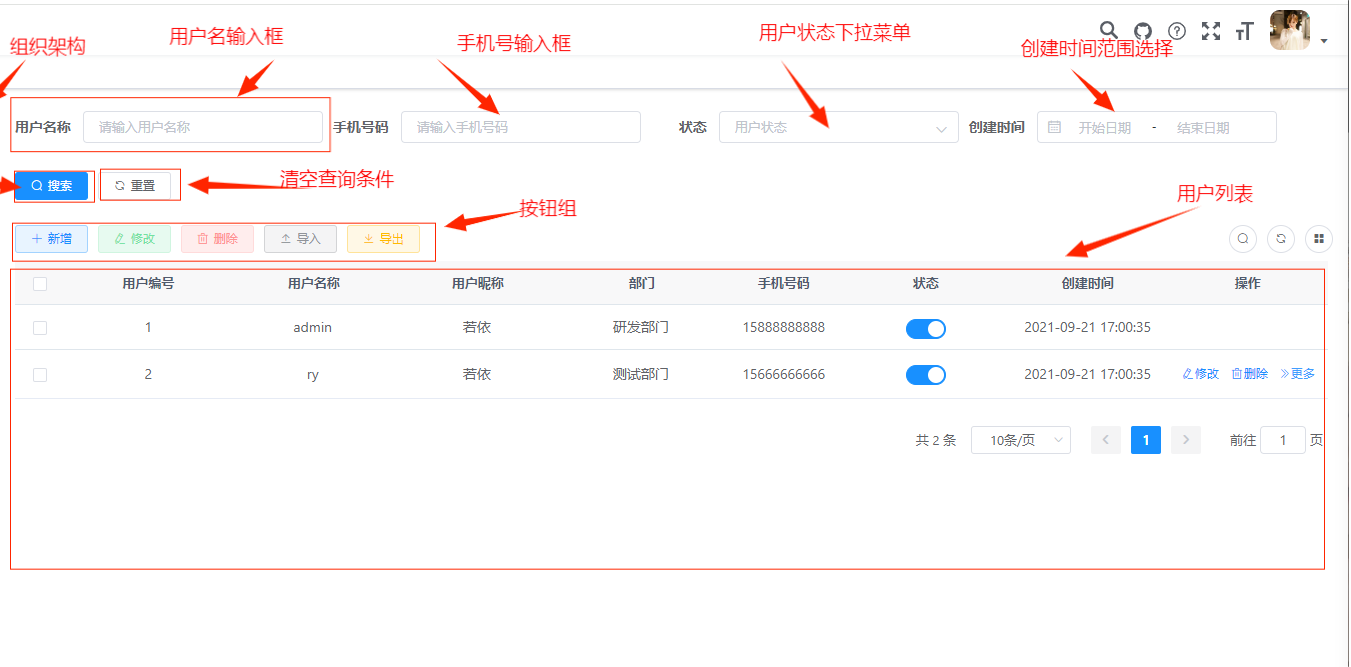 组织架构
用户名输入框
手机号输入框
用户状态下拉菜单
创建时间范围选择
用户名称 请输入用户名称 手机号码 请输入手机号码 状态 用户状态 创建时间 开始日期 - 结束日期
搜索 重置
清空查询条件
按钮组
用户列表
新增 修改 删除 导入 导出
用户编号 用户名称 用户昵称 部门 手机号码 状态 创建时间 操作
1 admin 若依 研发部门 15888888888 2021-09-21 17:00:35
2 ry 若依 测试部门 15666666666 2021-09-21 17:00:35 修改 删除 更多
共 2 条 10条/页 1 前往 1 页